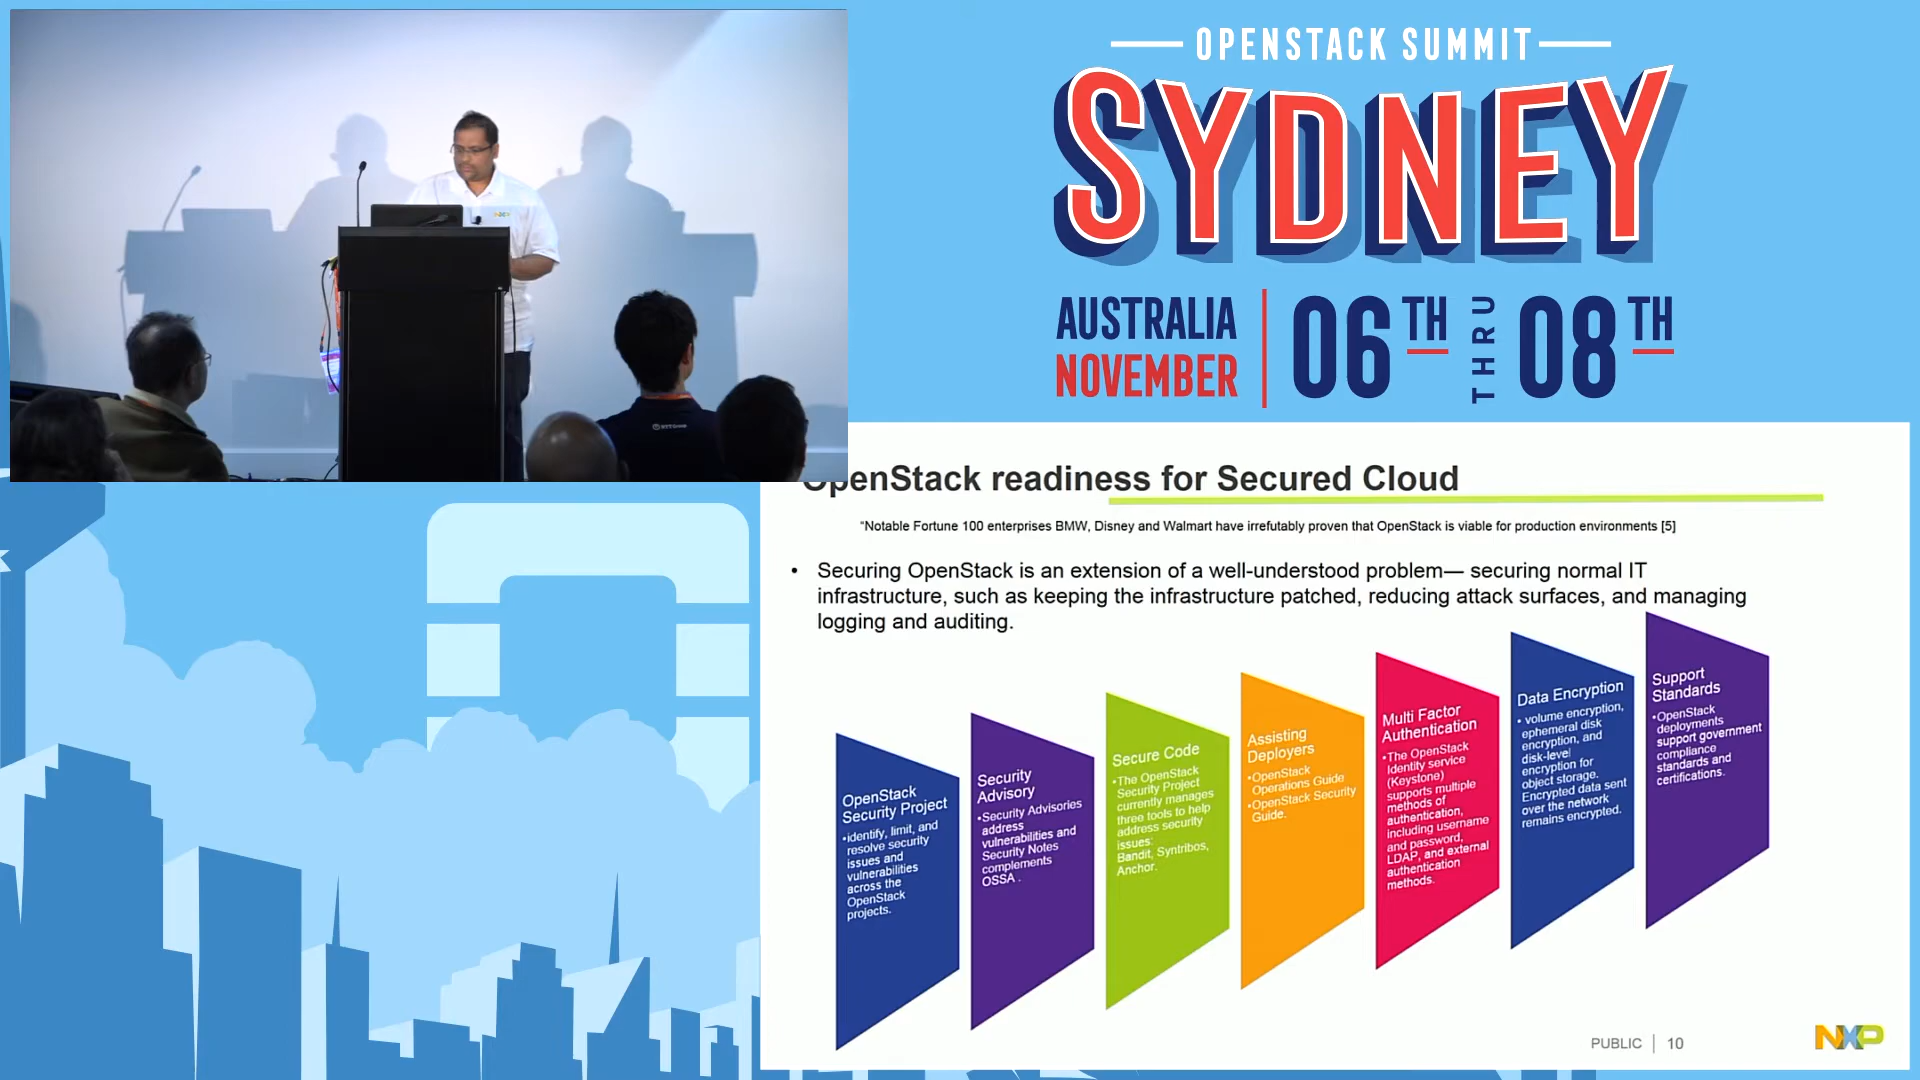 OPENSTACK SUMMIT
SYDNEY
AUSTRALIA
NOVEMBER
06TH THRU 08TH
NXP
OpenStack readiness for Secured Cloud
"Notable Fortune 100 enterprises BMW, Disney and Walmart have irrefutably proven that OpenStack is viable for production environments [5]
• Securing OpenStack is an extension of a well-understood problem— securing normal IT
infrastructure, such as keeping the infrastructure patched, reducing attack surfaces, and managing
logging and auditing.
OpenStack
Security Project
•identify, limit, and
resolve security
issues and
vulnerabilities
across the
OpenStack
projects.
Security
Advisory
•Security Advisories
address
vulnerabilities and
Security Notes
complements
OSSA .
Secure Code
•The OpenStack
Security Project
currently manages
three tools to help
address security
issues:
Bandit, Syntribos,
Anchor.
Assisting
Deployers
•OpenStack
Operations Guide
•OpenStack Security
Guide.
Multi Factor
Authentication
•The OpenStack
Identity service
(Keystone)
supports multiple
methods of
authentication,
including username
and password,
LDAP, and external
authentication
methods.
Data Encryption
• volume encryption,
ephemeral disk
encryption, and
disk-level
encryption for
object storage.
Encrypted data sent
over the network
remains encrypted.
Support
Standards
•OpenStack
deployments
support government
compliance
standards and
certifications.
PUBLIC | 10
NXP